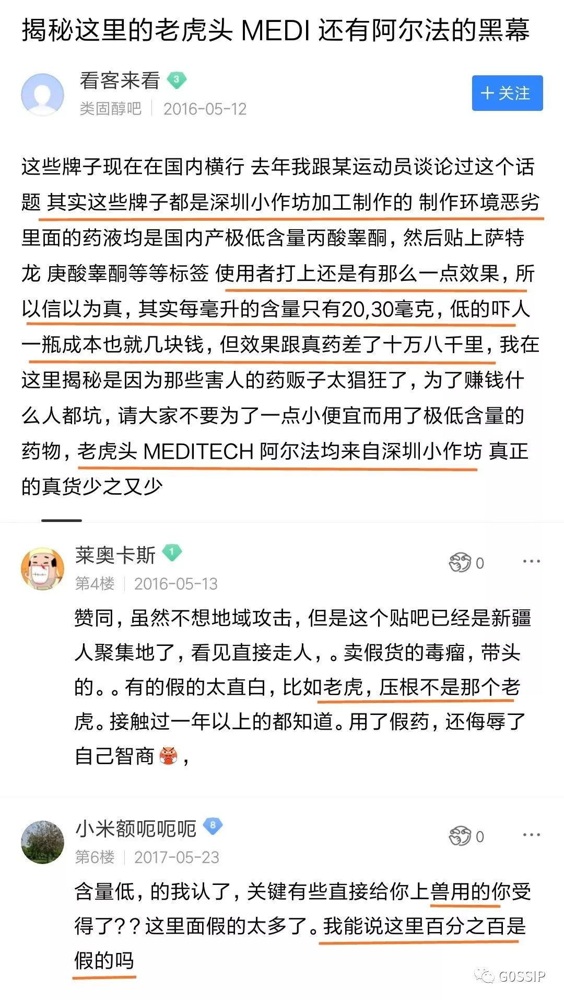 揭秘这里的老虎头 MEDI 还有阿尔法的黑幕
看客来看 3
类固醇吧 | 2016-05-12
+ 关注
这些牌子现在在国内横行 去年我跟某运动员谈论过这个话
题 其实这些牌子都是深圳小作坊加工制作的 制作环境恶劣
里面的药液均是国内产极低含量丙酸睾酮，然后贴上萨特
龙 庚酸睾酮等等标签 使用者打上还是有那么一点效果，所
以信以为真，其实每毫升的含量只有20,30毫克，低的吓人
一瓶成本也就几块钱，但效果跟真药差了十万八千里，我在
这里揭秘是因为那些害人的药贩子太猖狂了，为了赚钱什
么人都坑，请大家不要为了一点小便宜而用了极低含量的
药物，老虎头 MEDITECH 阿尔法均来自深圳小作坊 真正
的真货少之又少
莱奥卡斯 1
0 ···
第4楼 | 2016-05-13
赞同，虽然不想地域攻击，但是这个贴吧已经是新疆
人聚集地了，看见直接走人，。卖假货的毒瘤，带头
的。。有的假的太直白，比如老虎，压根不是那个老
虎。接触过一年以上的都知道。用了假药，还侮辱了
自己智商😡，
小米额呃呃呃 8
0 ···
第6楼 | 2017-05-23
含量低，的我认了，关键有些直接给你上兽用的你受
得了？？这里面假的太多了。我能说这里百分之百是
假的吗
G0SSIP